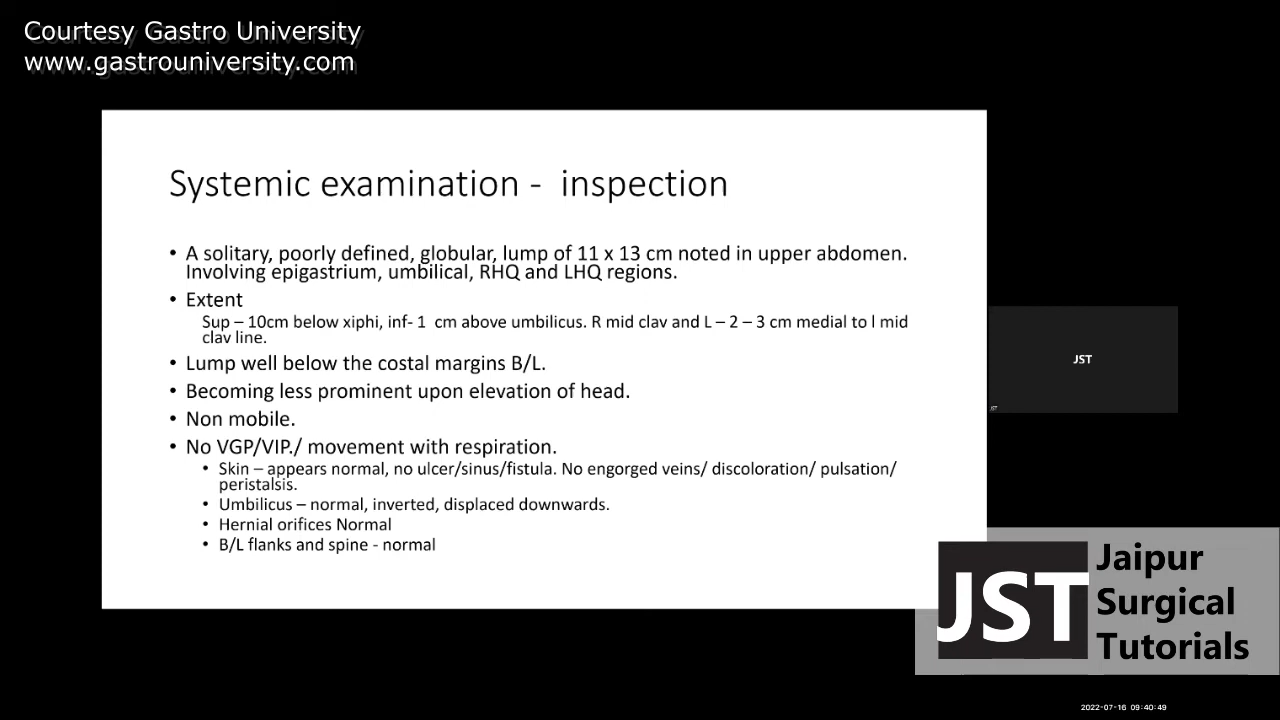 Courtesy Gastro University
www.gastrouniversity.com
Systemic examination - inspection
• A solitary, poorly defined, globular, lump of 11 x 13 cm noted in upper abdomen.
Involving epigastrium, umbilical, RHQ and LHQ regions.
• Extent
Sup – 10cm below xiphi, inf- 1 cm above umbilicus. R mid clav and L – 2 – 3 cm medial to l mid
clav line.
• Lump well below the costal margins B/L.
• Becoming less prominent upon elevation of head.
• Non mobile.
• No VGP/VIP./ movement with respiration.
• Skin – appears normal, no ulcer/sinus/fistula. No engorged veins/ discoloration/ pulsation/
peristalsis.
• Umbilicus – normal, inverted, displaced downwards.
• Hernial orifices Normal
• B/L flanks and spine - normal
JST
JST
JST
Jaipur
Surgical
Tutorials
2022-07-16 09:40:49